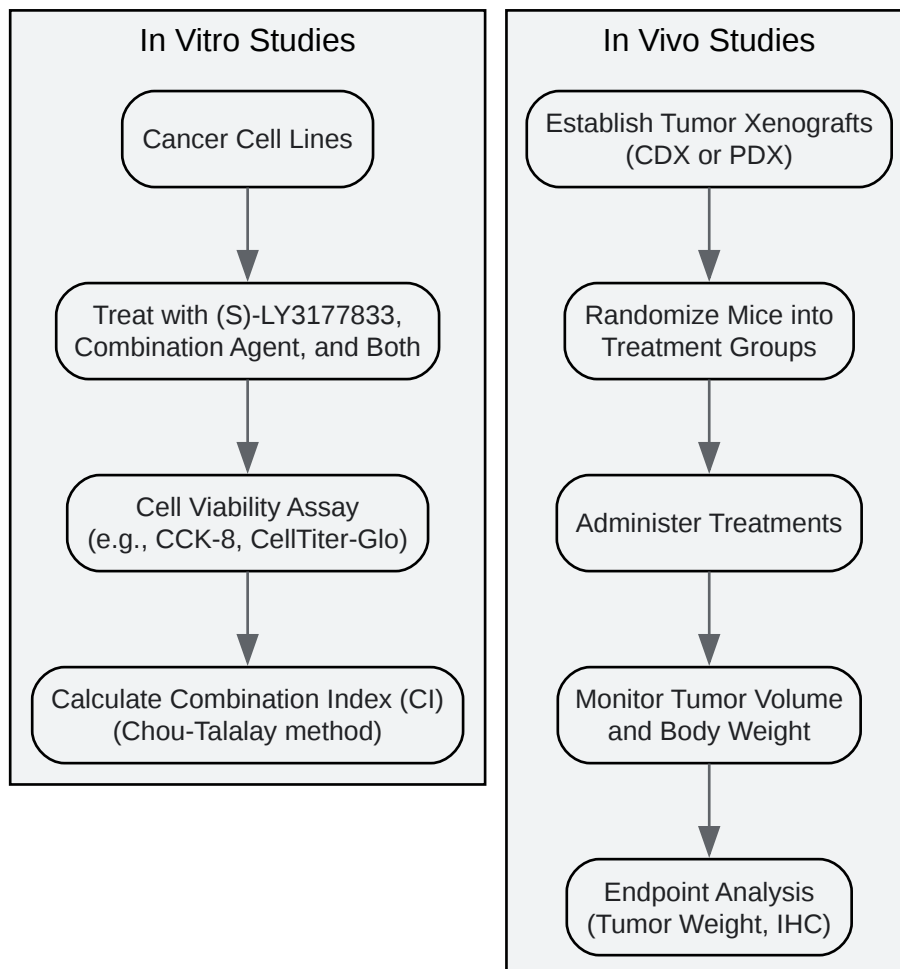 In Vitro Studies
Cancer Cell Lines
Treat with (S)-LY3177833,
Combination Agent, and Both
Cell Viability Assay
(e.g., CCK-8, CellTiter-Glo)
Calculate Combination Index (CI)
(Chou-Talalay method)
In Vivo Studies
Establish Tumor Xenografts
(CDX or PDX)
Randomize Mice into
Treatment Groups
Administer Treatments
Monitor Tumor Volume
and Body Weight
Endpoint Analysis
(Tumor Weight, IHC)